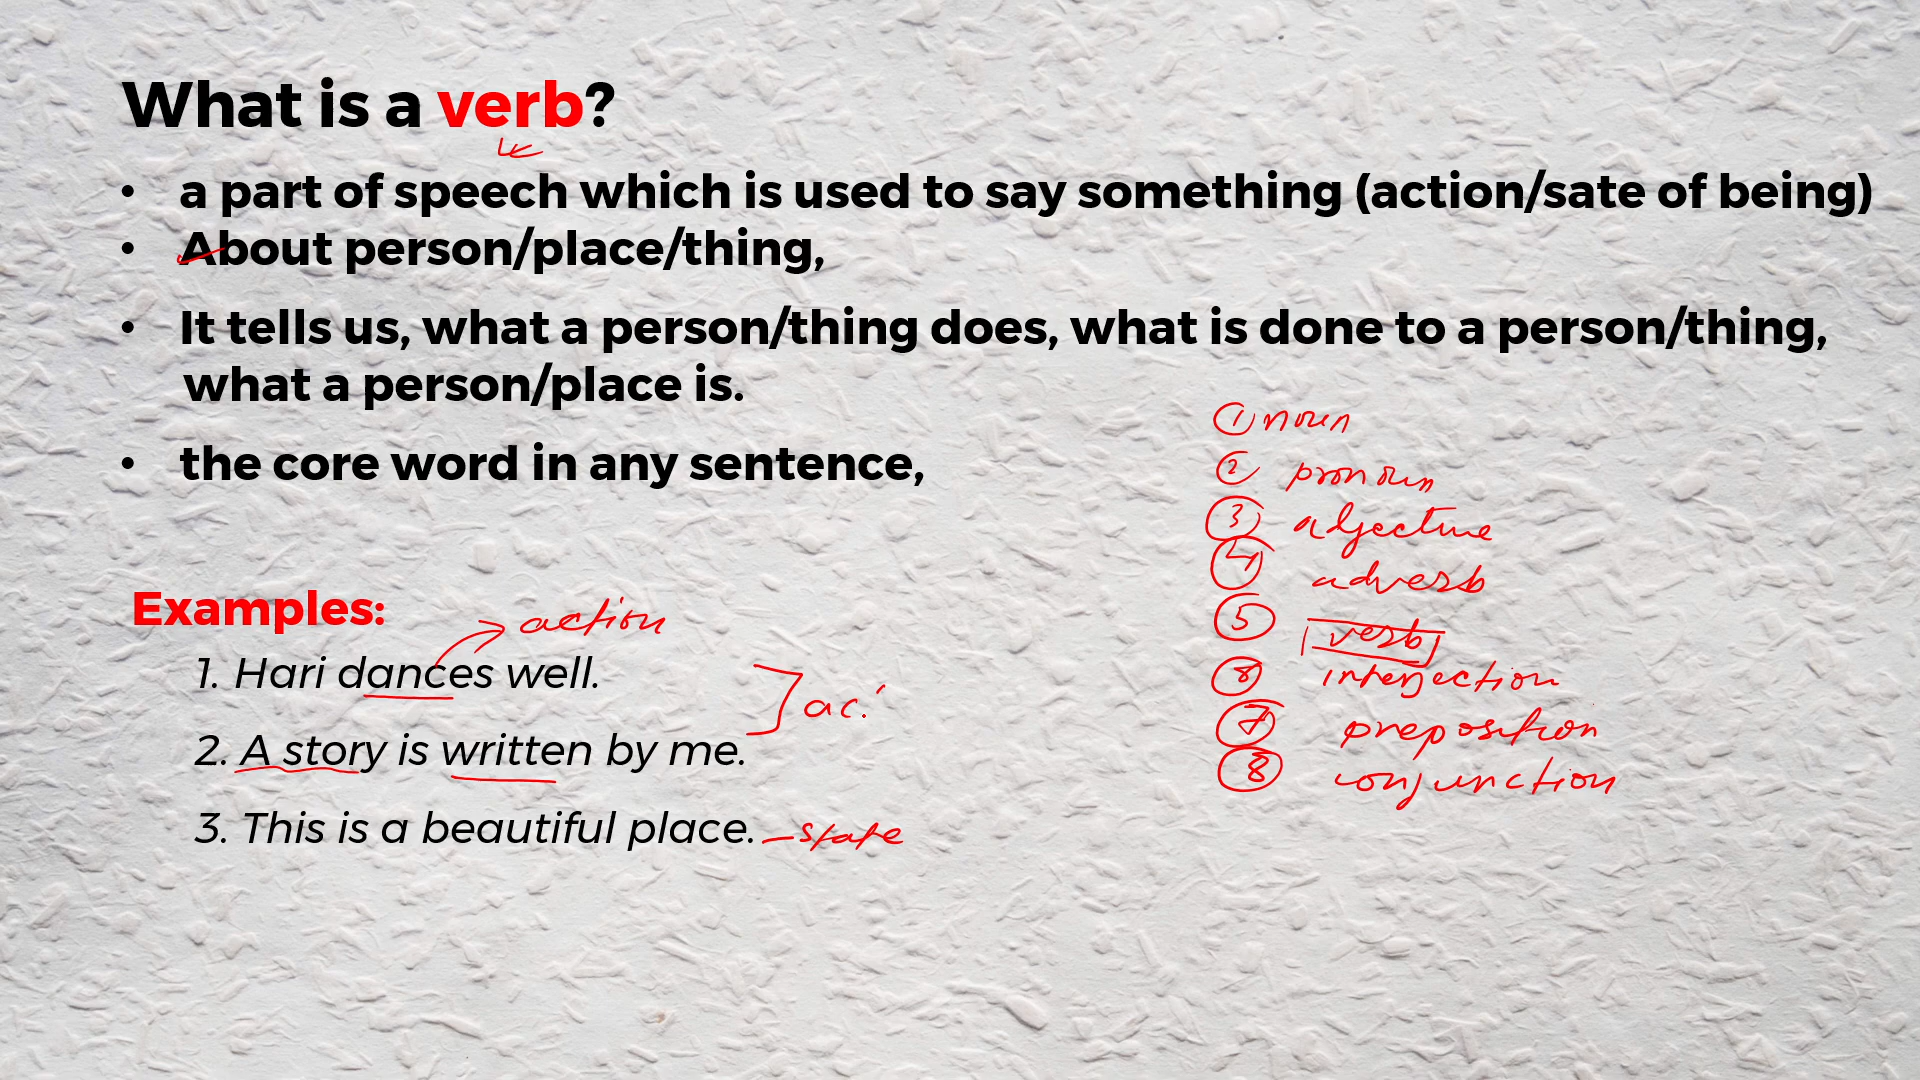 What is a verb?
• a part of speech which is used to say something (action/sate of being)
• About person/place/thing,
• It tells us, what a person/thing does, what is done to a person/thing,
what a person/place is.
• the core word in any sentence,
① noun
② pronoun
③ adjective
④ adverb
⑤ verb
interjection
⑦ preposition
⑧ conjunction
Examples:
action
1. Hari dances well.
ac.
2. A story is written by me.
3. This is a beautiful place. - state